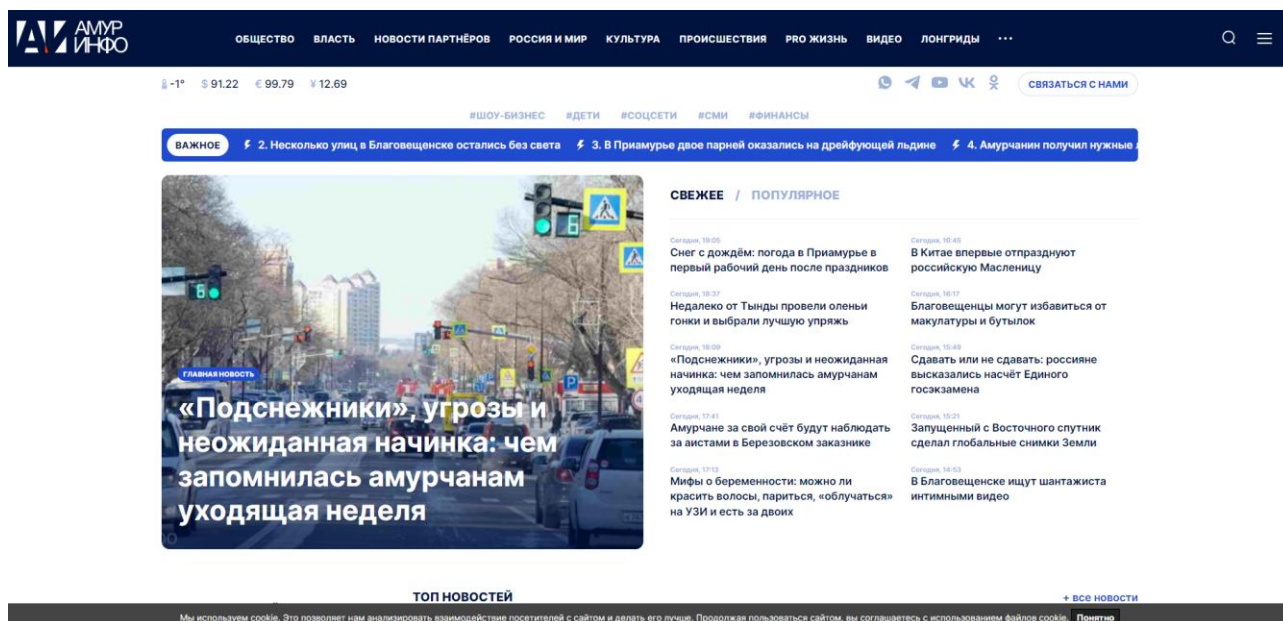 АМУР
ИНФО
ОБЩЕСТВО ВЛАСТЬ НОВОСТИ ПАРТНЁРОВ РОССИЯ И МИР КУЛЬТУРА ПРОИСШЕСТВИЯ PRO ЖИЗНЬ ВИДЕО ЛОНГРИДЫ ...
-1° $ 91.22 € 99.79 ¥ 12.69
СВЯЗАТЬСЯ С НАМИ
#ШОУ-БИЗНЕС #ДЕТИ #СОЦСЕТИ #СМИ #ФИНАНСЫ
ВАЖНОЕ 2. Несколько улиц в Благовещенске остались без света 3. В Приамурье двое парней оказались на дрейфующей льдине 4. Амурчанин получил нужные
6
6
P
ГЛАВНАЯ НОВОСТЬ
«Подснежники», угрозы и
неожиданная начинка: чем
запомнилась амурчанам
уходящая неделя
СВЕЖЕЕ / ПОПУЛЯРНОЕ
Сегодня, 19:05
Снег с дождём: погода в Приамурье в
первый рабочий день после праздников
Сегодня, 18:37
Недалеко от Тынды провели оленьи
гонки и выбрали лучшую упряжь
Сегодня, 18:09
«Подснежники», угрозы и неожиданная
начинка: чем запомнилась амурчанам
уходящая неделя
Сегодня, 17:41
Амурчане за свой счёт будут наблюдать
за аистами в Березовском заказнике
Сегодня, 17:13
Мифы о беременности: можно ли
красить волосы, париться, «облучаться»
на УЗИ и есть за двоих
Сегодня, 16:45
В Китае впервые отпразднуют
российскую Масленицу
Сегодня, 16:17
Благовещенцы могут избавиться от
макулатуры и бутылок
Сегодня, 15:49
Сдавать или не сдавать: россияне
высказались насчёт Единого
госэкзамена
Сегодня, 15:21
Запущенный с Восточного спутник
сделал глобальные снимки Земли
Сегодня, 14:53
В Благовещенске ищут шантажиста
интимными видео
ТОП НОВОСТЕЙ
+ все новости
Мы используем cookie. Это позволяет нам анализировать взаимодействие посетителей с сайтом и делать его лучше. Продолжая пользоваться сайтом, вы соглашаетесь с использованием файлов cookie. Понятно